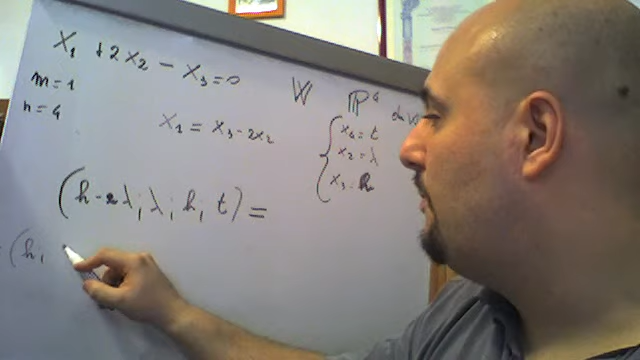 x₁ + 2x₂ - x₃ = 0
m = 1
n = 4
x₁ = x₃ - 2x₂
W ℝ⁴
x₄ = t
x₂ = λ
x₃ = h
(h - 2λ; λ; h, t) =
(h,